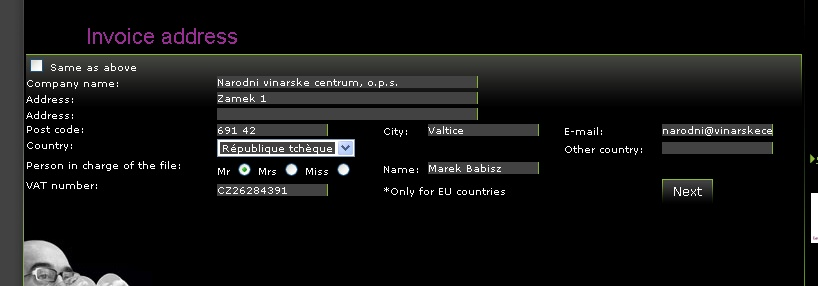 Invoice address
Same as above
Company name: Narodni vinarske centrum, o.p.s.
Address: Zamek 1
Address:
Post code: 691 42 City: Valtice E-mail: narodni@vinarskece
Country: République tchèque Other country:
Person in charge of the file: Mr Mrs Miss Name: Marek Babisz
VAT number: CZ26284391 *Only for EU countries Next